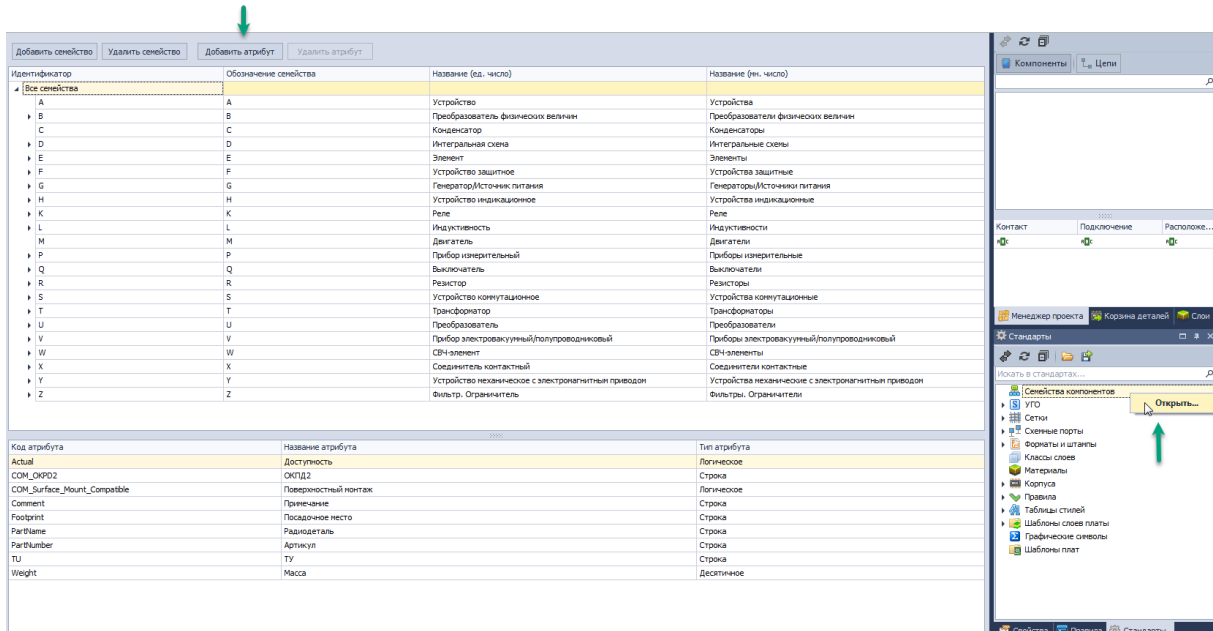 Добавить семейство Удалить семейство Добавить атрибут Удалить атрибут
Идентификатор Обозначение семейства Название (ед. число) Название (мн. число)
Все семейства
A A Устройство Устройства
B B Преобразователь физических величин Преобразователи физических величин
C C Конденсатор Конденсаторы
D D Интегральная схема Интегральные схемы
E E Элемент Элементы
F F Устройство защитное Устройства защитные
G G Генератор/Источник питания Генераторы/Источники питания
H H Устройство индикационное Устройства индикационные
K K Реле Реле
L L Индуктивность Индуктивности
M M Двигатель Двигатели
P P Прибор измерительный Приборы измерительные
Q Q Выключатель Выключатели
R R Резистор Резисторы
S S Устройство коммутационное Устройства коммутационные
T T Трансформатор Трансформаторы
U U Преобразователь Преобразователи
V V Прибор электровакуумный/полупроводниковый Приборы электровакуумные/полупроводниковые
W W СВЧ-элемент СВЧ-элементы
X X Соединитель контактный Соединители контактные
Y Y Устройство механическое с электромагнитным приводом Устройства механические с электромагнитным приводом
Z Z Фильтр. Ограничитель Фильтры. Ограничители
Код атрибута Название атрибута Тип атрибута
Actual Доступность Логическое
COM_OKPD2 ОКПД2 Строка
COM_Surface_Mount_Compatible Поверхностный монтаж Логическое
Comment Примечание Строка
Footprint Посадочное место Строка
PartName Радиодеталь Строка
PartNumber Артикул Строка
TU ТУ Строка
Weight Масса Десятичное
Компоненты Цепи
Контакт Подключение Расположе...
Менеджер проекта Корзина деталей Слои
Стандарты
Искать в стандартах...
Семейства компонентов
Открыть...
УГО
Сетки
Схемные порты
Форматы и штампы
Классы слоев
Материалы
Корпуса
Правила
Таблицы стилей
Шаблоны слоев платы
Графические символы
Шаблоны плат
Свойства Правила Стандарты